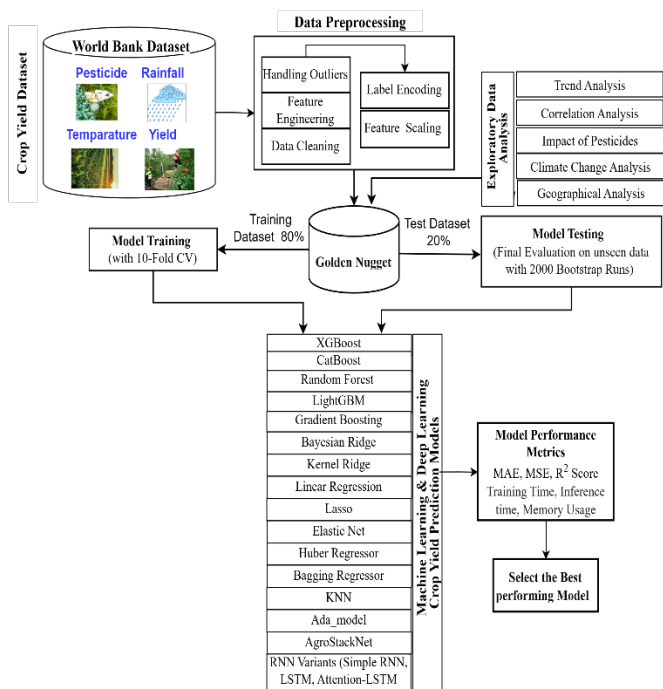 Crop Yield Dataset
World Bank Dataset
Pesticide
Rainfall
Temparature
Yield
Data Preprocessing
Handling Outliers
Feature
Engineering
Data Cleaning
Label Encoding
Feature Scaling
Exploratory Data
Analysis
Trend Analysis
Correlation Analysis
Impact of Pesticides
Climate Change Analysis
Geographical Analysis
Training
Dataset 80%
Golden Nugget
Test Dataset
20%
Model Training
(with 10-Fold CV)
Model Testing
(Final Evaluation on unseen data
with 2000 Bootstrap Runs)
XGBoost
CatBoost
Random Forest
LightGBM
Gradient Boosting
Bayesian Ridge
Kernel Ridge
Linear Regression
Lasso
Elastic Net
Huber Regressor
Bagging Regressor
KNN
Ada_model
AgroStackNet
RNN Variants (Simple RNN,
LSTM, Attention-LSTM
Machine Learning & Deep Learning
Crop Yield Prediction Models
Model Performance
Metrics
MAE, MSE, R² Score
Training Time, Inference
time, Memory Usage
Select the Best
performing Model